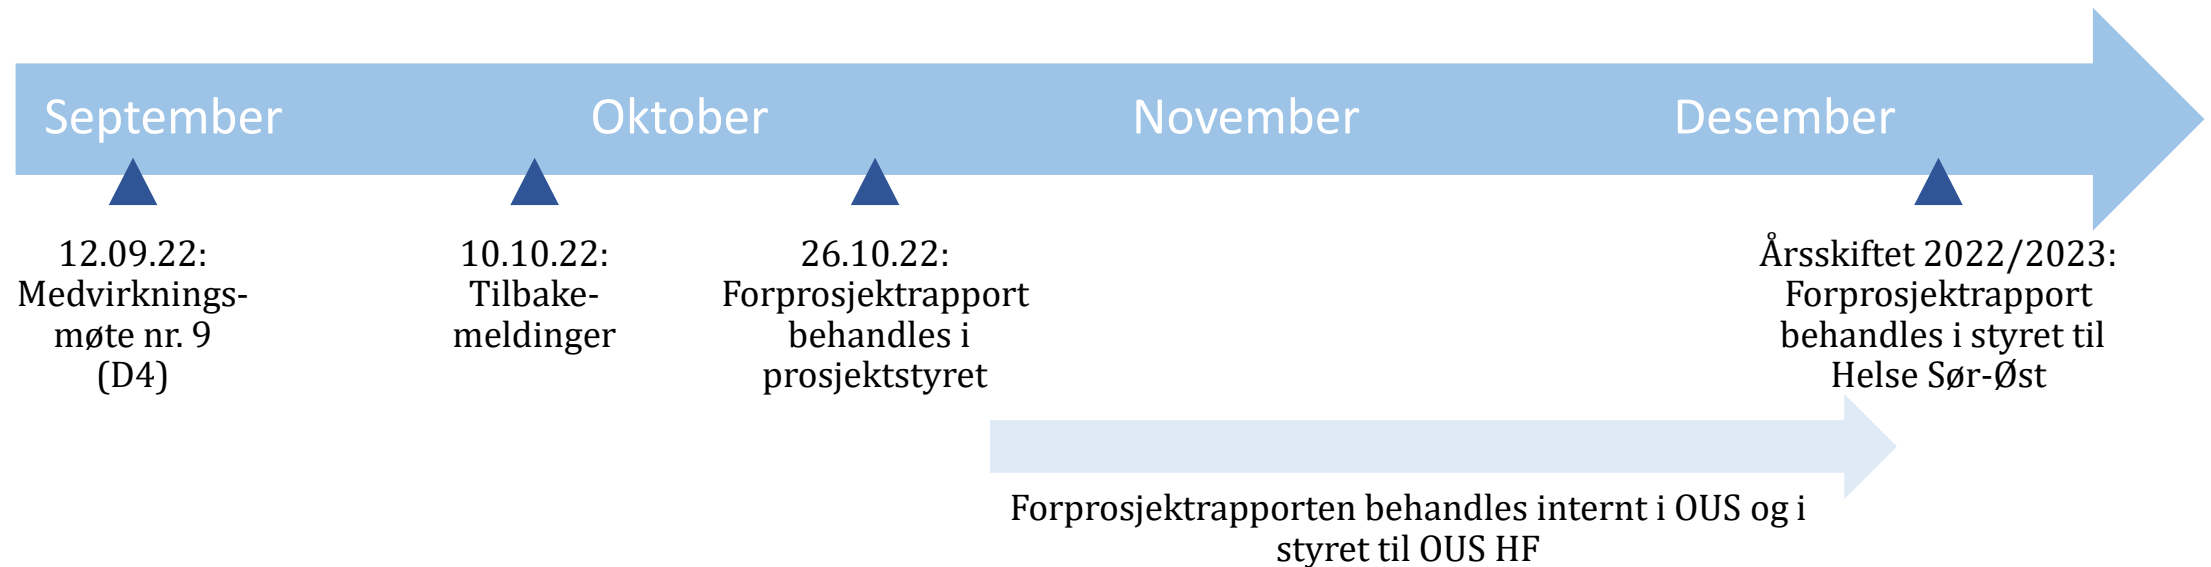 September
Oktober
November
Desember
12.09.22:
Medvirknings-
møte nr. 9
(D4)
10.10.22:
Tilbake-
meldinger
26.10.22:
Forprosjektrapport
behandles i
prosjektstyret
Årsskiftet 2022/2023:
Forprosjektrapport
behandles i styret til
Helse Sør-Øst
Forprosjektrapporten behandles internt i OUS og i
styret til OUS HF